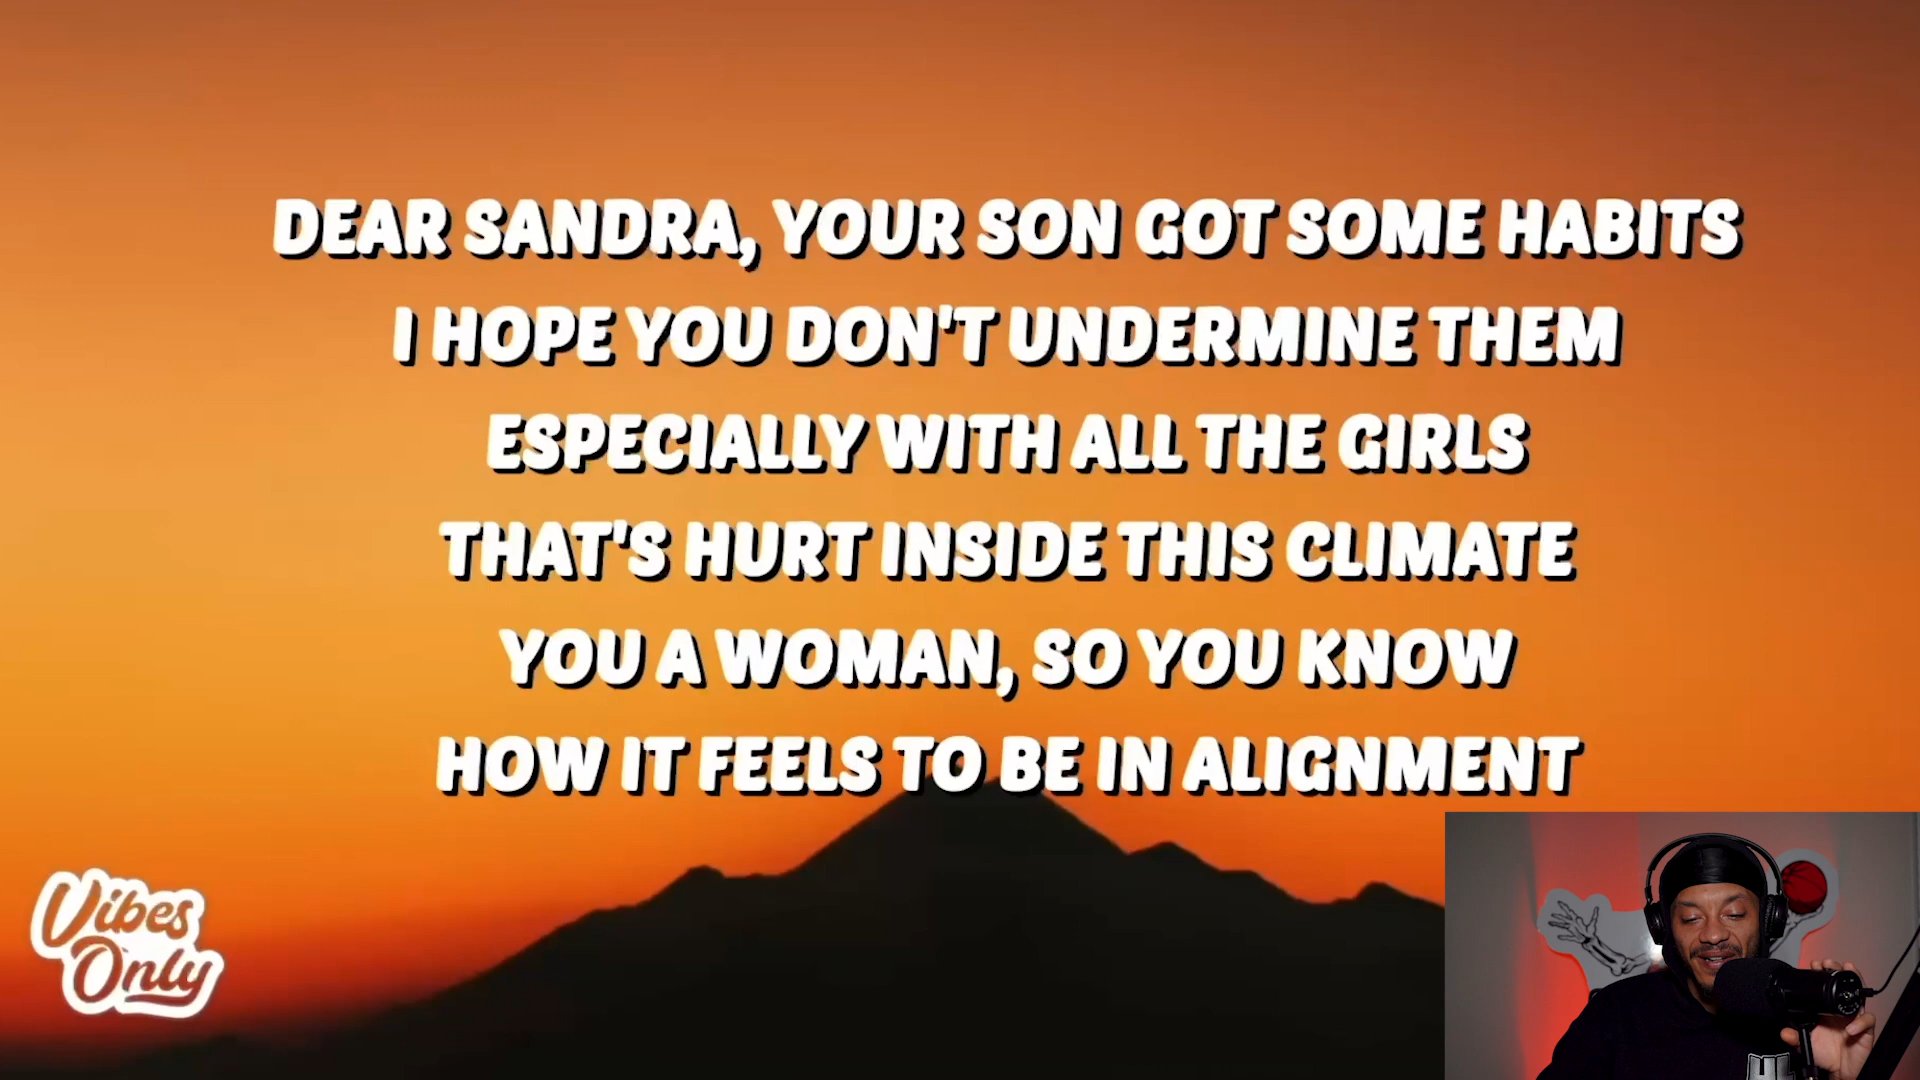 DEAR SANDRA, YOUR SON GOT SOME HABITS
I HOPE YOU DON'T UNDERMINE THEM
ESPECIALLY WITH ALL THE GIRLS
THAT'S HURT INSIDE THIS CLIMATE
YOU A WOMAN, SO YOU KNOW
HOW IT FEELS TO BE IN ALIGNMENT
Vibes
Only